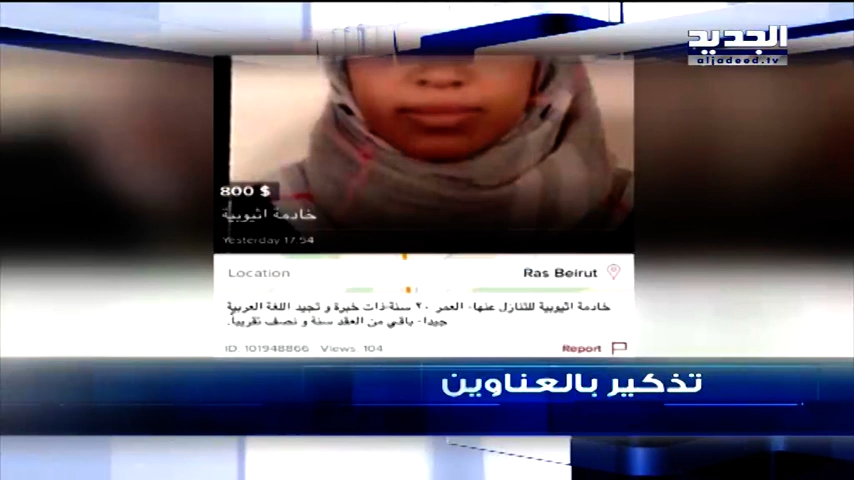 الجديد
aljadeed.tv
800 $
خادمة اثيوبية
Yesterday 17:54
Location Ras Beirut
خادمة اثيوبية للتنازل عنها- العمر ٢٠ سنة-ذات خبرة و تجيد اللغة العربية
جيدا- باقي من العقد سنة و نصف تقريبا.
ID: 101948866 Views: 104 Report
تذكير بالعناوين